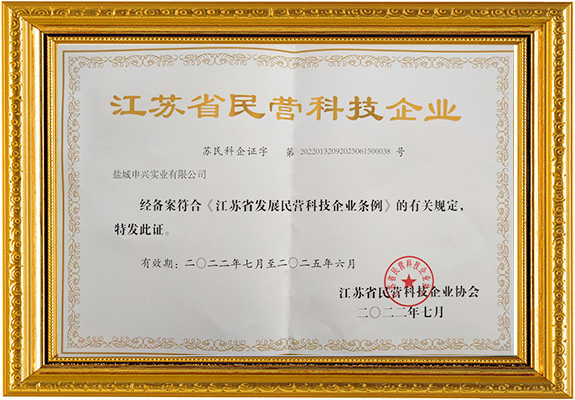 江苏省民营科技企业
苏民科企证字 第 20220132092025061500038 号
盐城申兴实业有限公司
经备案符合《江苏省发展民营科技企业条例》的有关规定,
特发此证。
有效期:二〇二二年七月至二〇二五年六月
江苏省民营科技企业协会
二〇二二年七月